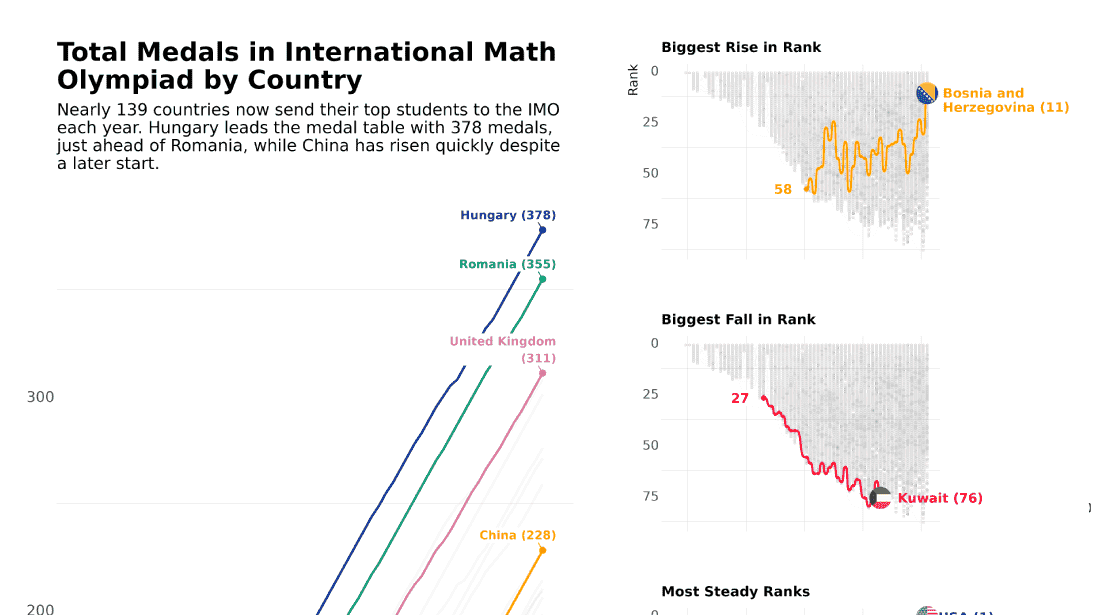 Total Medals in International Math
Olympiad by Country
Nearly 139 countries now send their top students to the IMO
each year. Hungary leads the medal table with 378 medals,
just ahead of Romania, while China has risen quickly despite
a later start.
Hungary (378)
Romania (355)
United Kingdom
(311)
300
China (228)
200
Biggest Rise in Rank
Rank
0
25
50
75
Bosnia and
Herzegovina (11)
58
Biggest Fall in Rank
0
25
50
75
27
Kuwait (76)
Most Steady Ranks
0
USA (1)